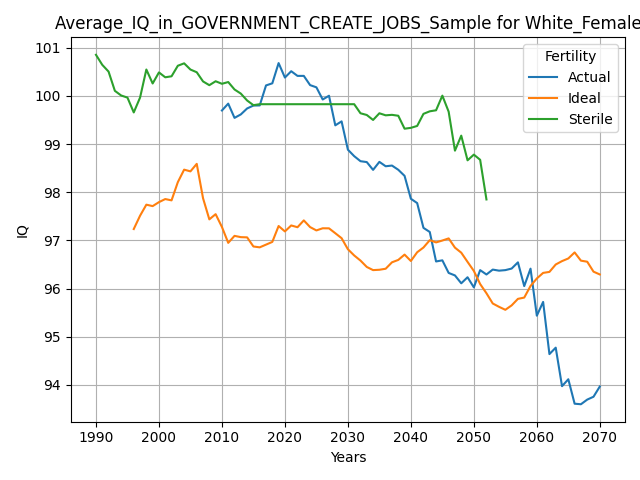 Average_IQ_in_GOVERNMENT_CREATE_JOBS_Sample for White_Female
Fertility
Actual
Ideal
Sterile
IQ
101
100
99
98
97
96
95
94
1990 2000 2010 2020 2030 2040 2050 2060 2070
Years